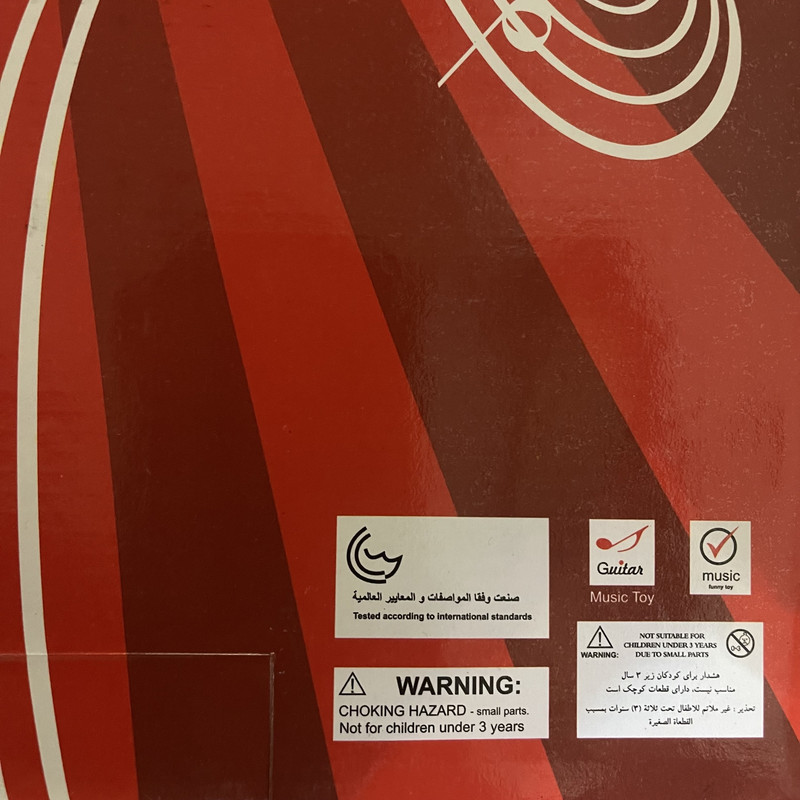 صنعت وفقا المواصفات و المعايير العالمية
Tested according to international standards
Guitar
Music Toy
music
funny toy
WARNING:
CHOKING HAZARD - small parts.
Not for children under 3 years
WARNING:
NOT SUITABLE FOR
CHILDREN UNDER 3 YEARS
DUE TO SMALL PARTS
0-3
هشدار برای کودکان زیر ۳ سال
مناسب نیست، دارای قطعات کوچک است
تحذير : غير ملائم للاطفال تحت ثلاثة (٣) سنوات بمسبب
القطعاة الصغيرة